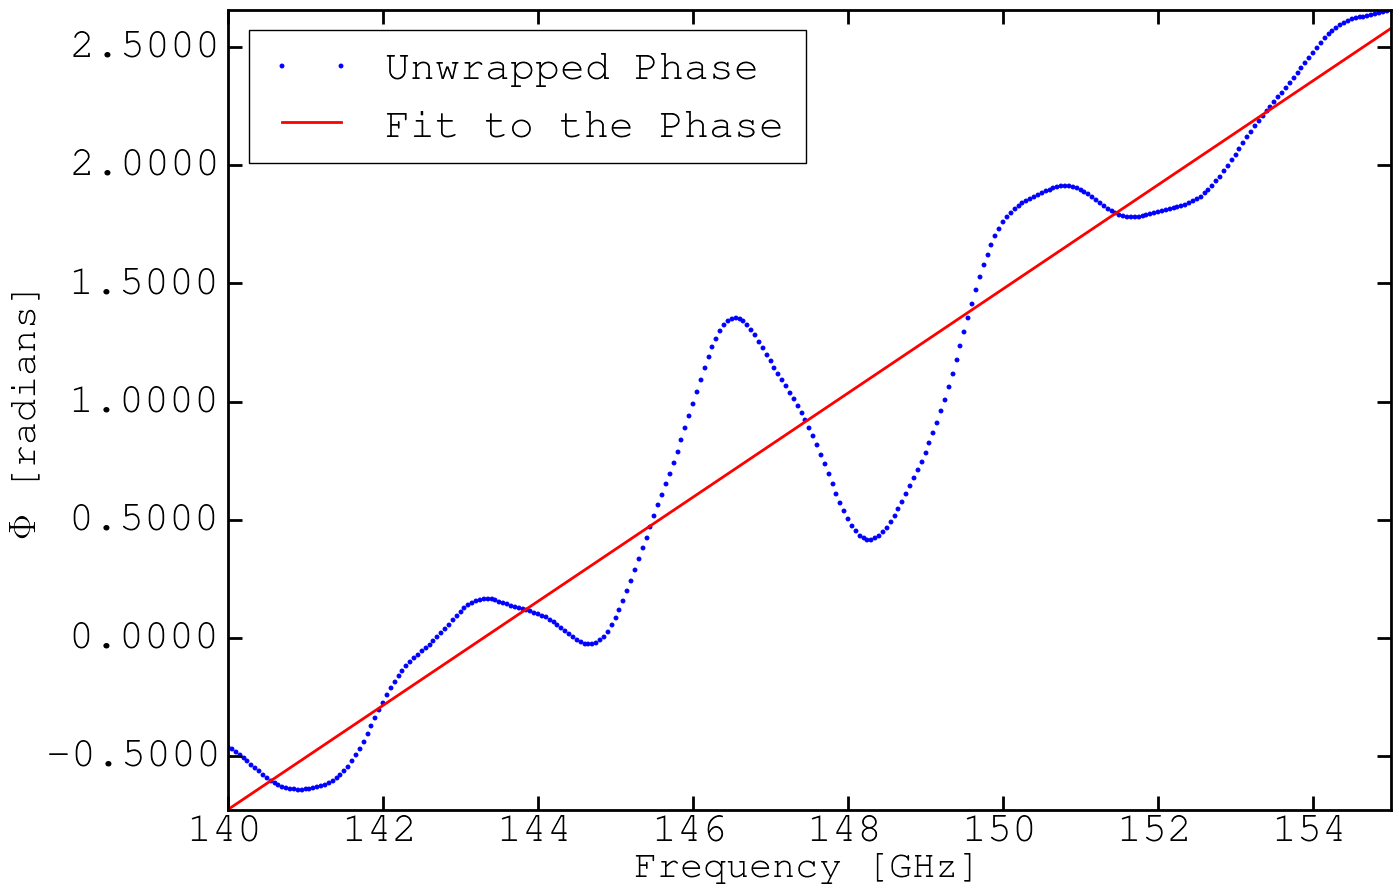 Unwrapped Phase
Fit to the Phase
2.5000
2.0000
1.5000
1.0000
0.5000
0.0000
−0.5000
Φ [radians]
140 142 144 146 148 150 152 154
Frequency [GHz]